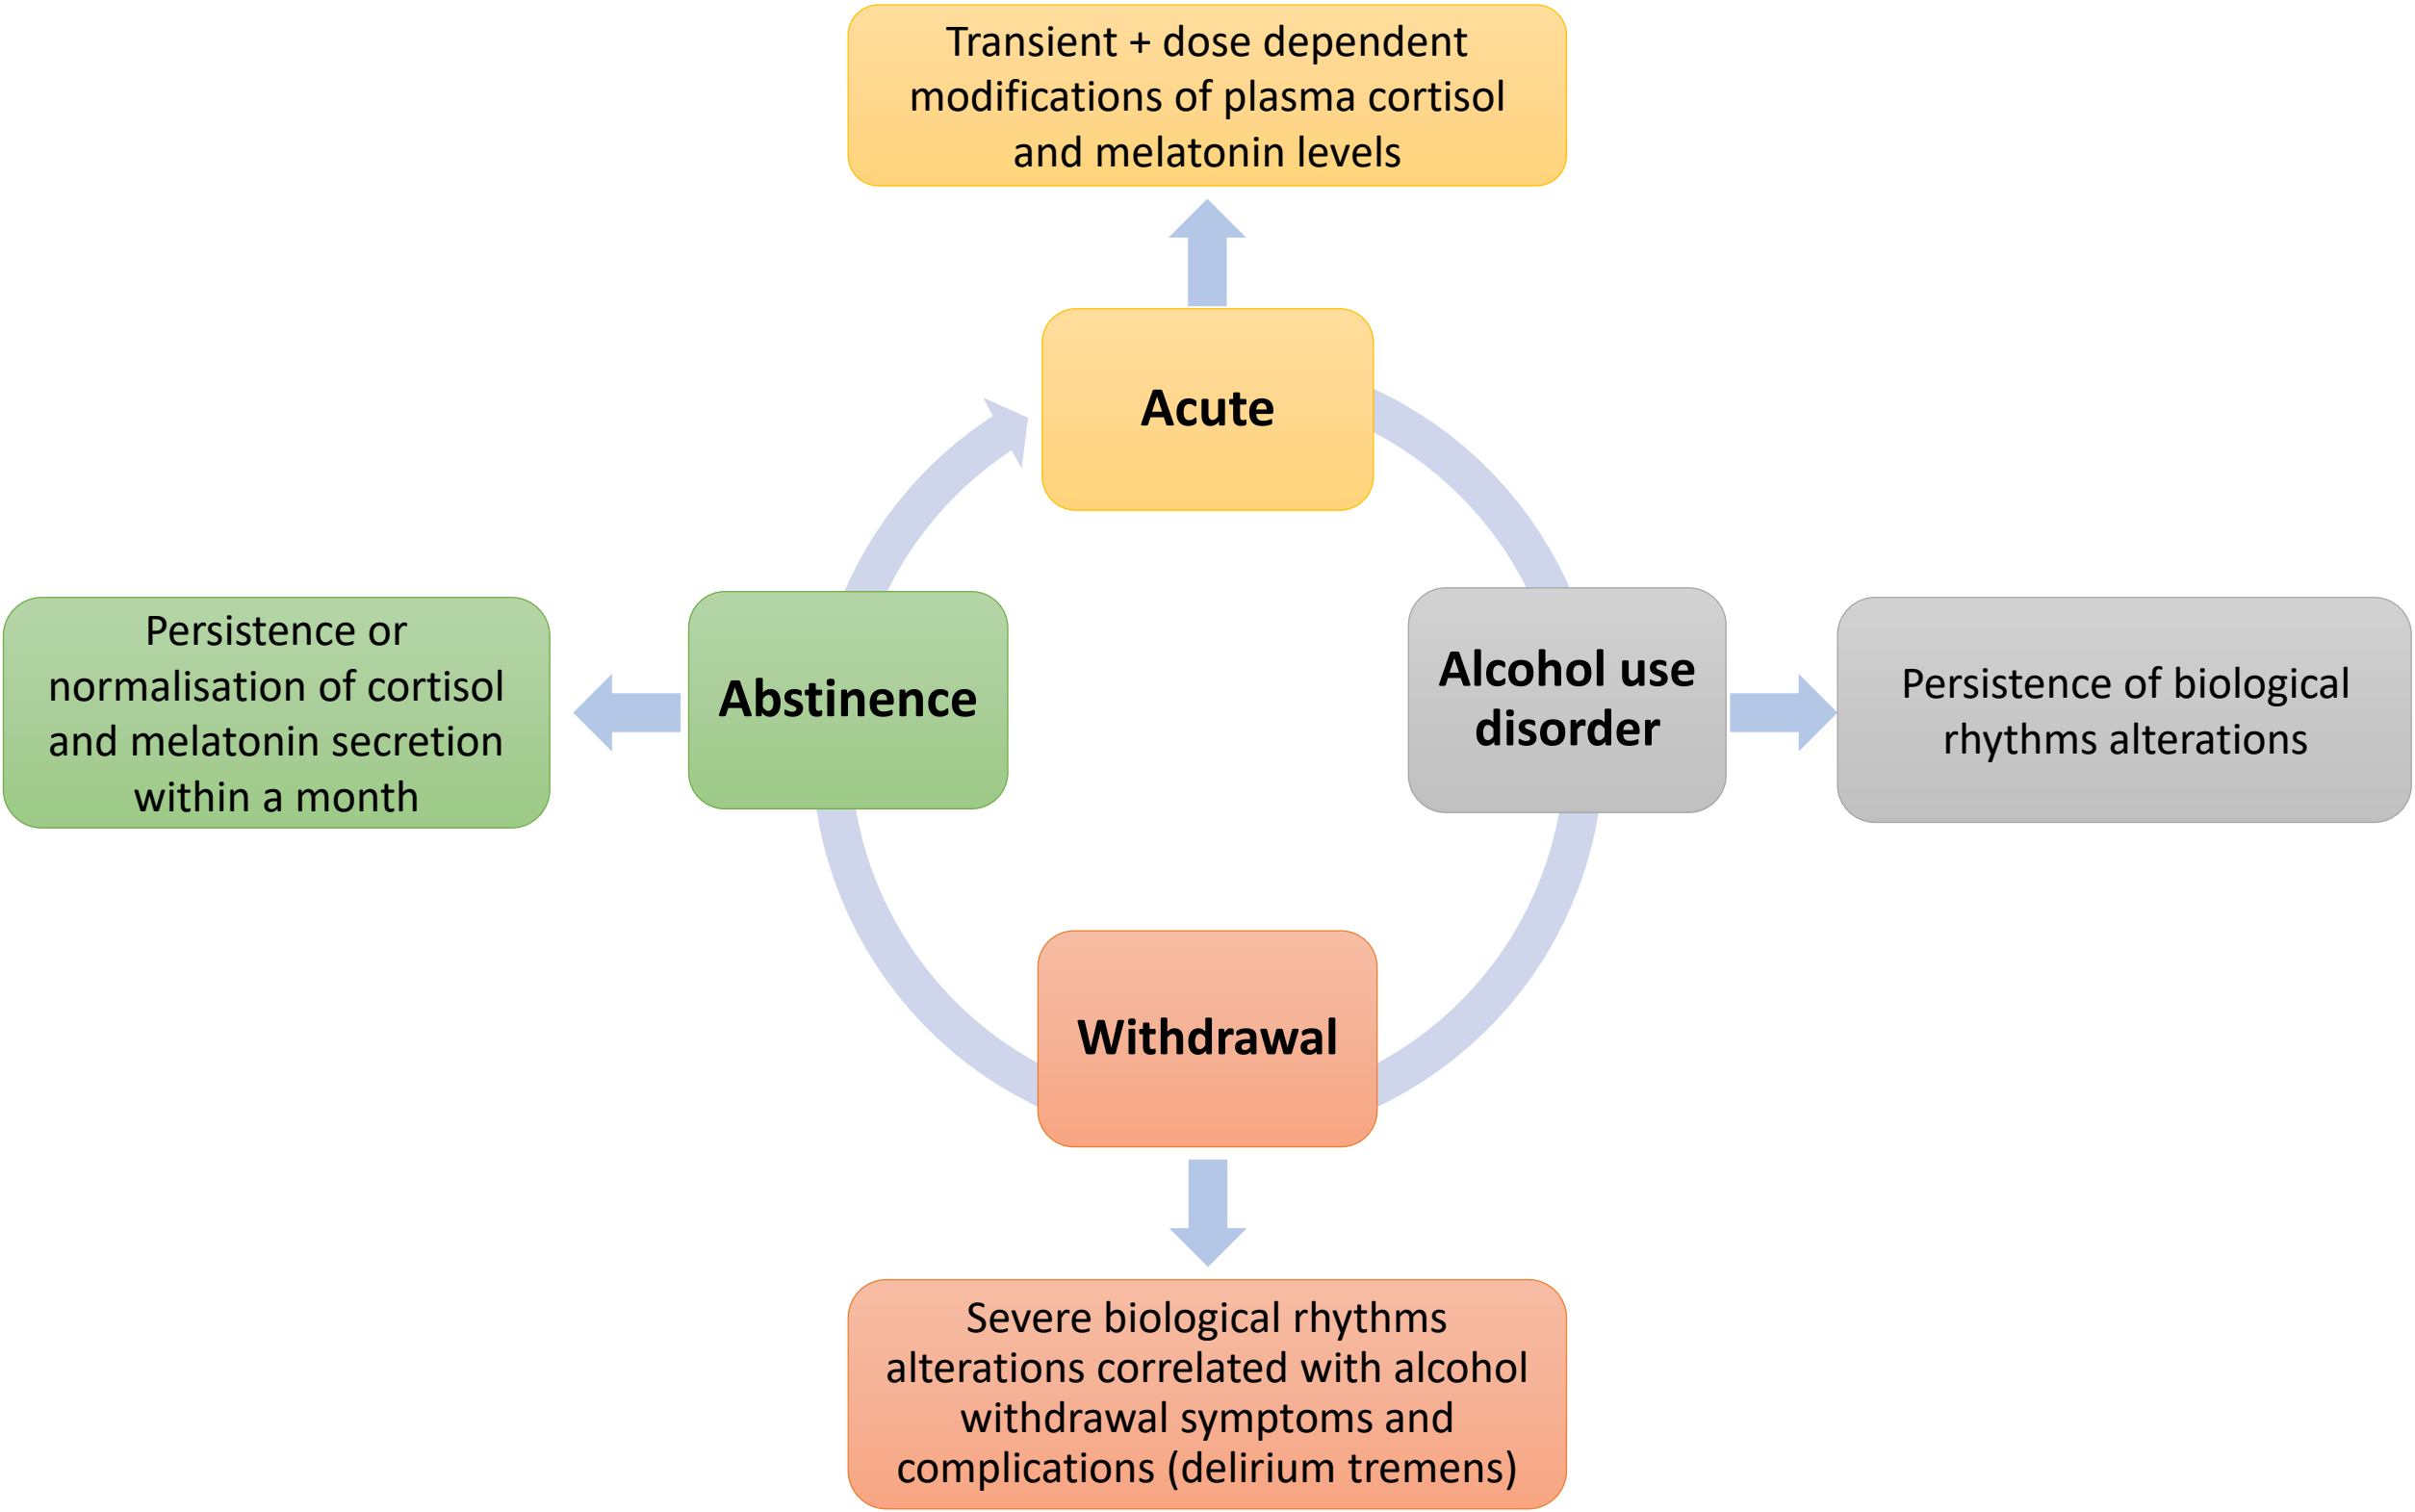 Transient + dose dependent
modifications of plasma cortisol
and melatonin levels
Acute
Persistence or
normalisation of cortisol
and melatonin secretion
within a month
Abstinence
Alcohol use
disorder
Persistence of biological
rhythms alterations
Withdrawal
Severe biological rhythms
alterations correlated with alcohol
withdrawal symptoms and
complications (delirium tremens)